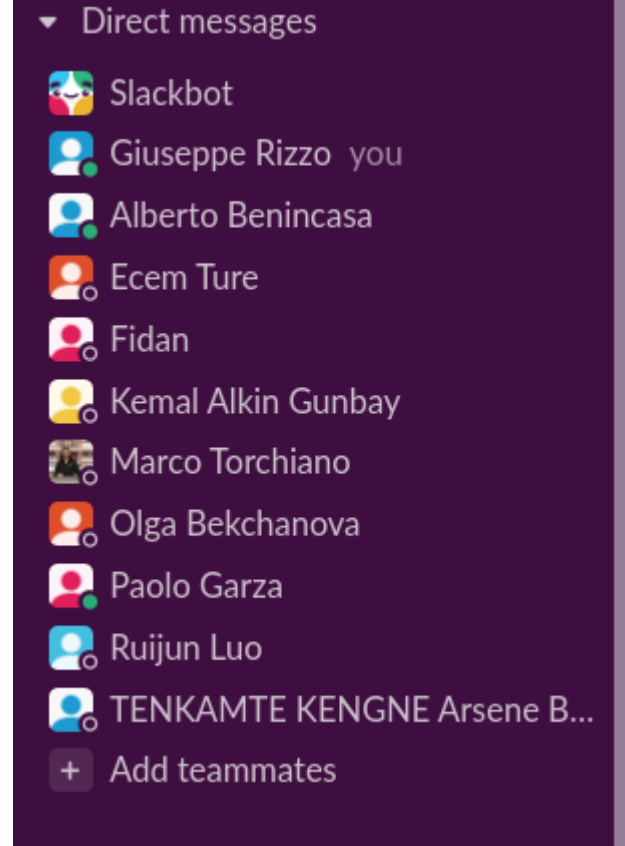 Direct messages
Slackbot
Giuseppe Rizzo you
Alberto Benincasa
Ecem Ture
Fidan
Kemal Alkin Gunbay
Marco Torchiano
Olga Bekchanova
Paolo Garza
Ruijun Luo
TENKAMTE KENGNE Arsene B...
+ Add teammates